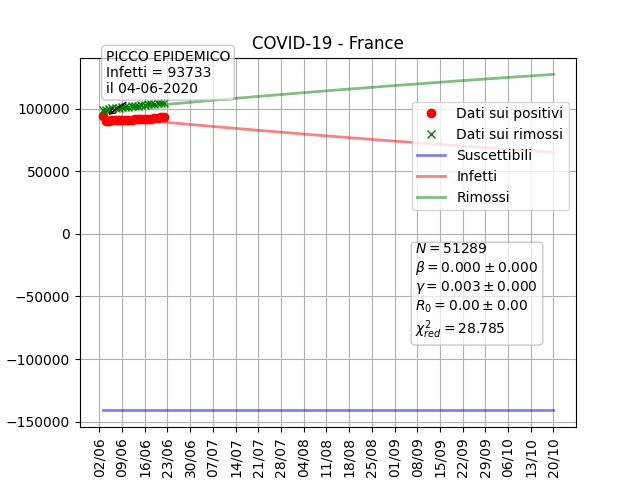 COVID-19 - France
PICCO EPIDEMICO
Infetti = 93733
il 04-06-2020
100000
50000
0
−50000
−100000
−150000
Dati sui positivi
Dati sui rimossi
Suscettibili
Infetti
Rimossi
N = 51289
β = 0.000 ± 0.000
γ = 0.003 ± 0.000
R₀ = 0.00 ± 0.00
χ²_red = 28.785
02/06
09/06
16/06
23/06
30/06
07/07
14/07
21/07
28/07
04/08
11/08
18/08
25/08
01/09
08/09
15/09
22/09
29/09
06/10
13/10
20/10